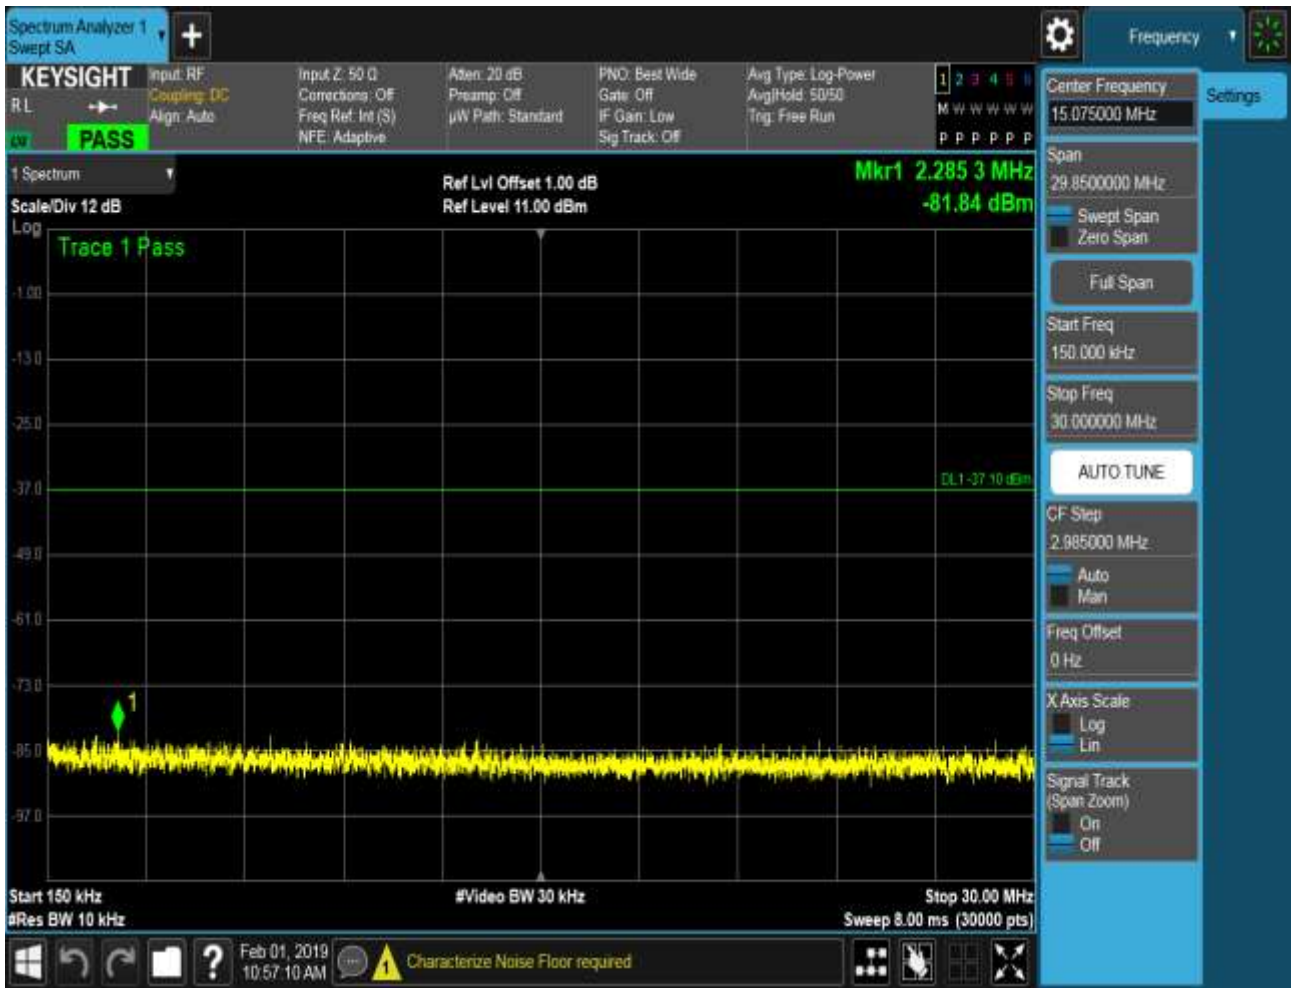 Spectrum Analyzer 1
Swept SA
+
Frequency
KEYSIGHT
RL
PASS
Input: RF
Coupling: DC
Align: Auto
Input Z: 50 Ω
Corrections: Off
Freq Ref: Int (S)
NFE: Adaptive
Atten: 20 dB
Preamp: Off
µW Path: Standard
PNO: Best Wide
Gate: Off
IF Gain: Low
Sig Track: Off
Avg Type: Log-Power
Avg|Hold: 50/50
Trig: Free Run
1 2 3 4 5 6
M W W W W W
P P P P P P
1 Spectrum
Scale/Div 12 dB
Log
Ref Lvl Offset 1.00 dB
Ref Level 11.00 dBm
Mkr1 2.285 3 MHz
-81.84 dBm
Trace 1 Pass
-1.00
-13.0
-25.0
-37.0
DL1 -37.10 dBm
-49.0
-61.0
-73.0
1
-85.0
-97.0
Start 150 kHz
#Res BW 10 kHz
#Video BW 30 kHz
Stop 30.00 MHz
Sweep 8.00 ms (30000 pts)
Center Frequency
15.075000 MHz
Settings
Span
29.8500000 MHz
Swept Span
Zero Span
Full Span
Start Freq
150.000 kHz
Stop Freq
30.000000 MHz
AUTO TUNE
CF Step
2.985000 MHz
Auto
Man
Freq Offset
0 Hz
X Axis Scale
Log
Lin
Signal Track
(Span Zoom)
On
Off
?
Feb 01, 2019
10:57:10 AM
1
Characterize Noise Floor required